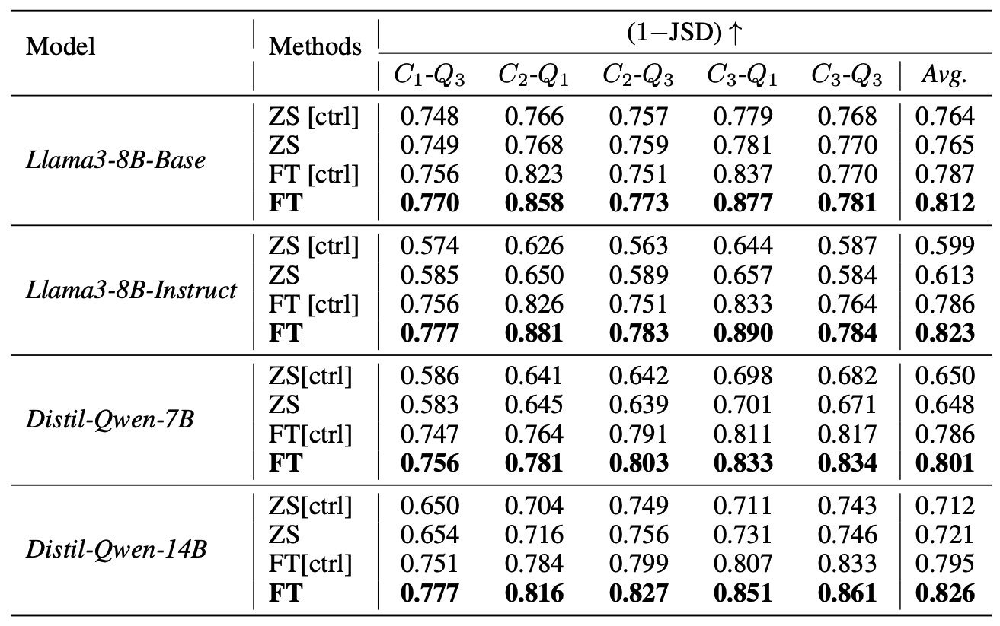 Model Methods (1−JSD) ↑
C1-Q3 C2-Q1 C2-Q3 C3-Q1 C3-Q3 Avg.
Llama3-8B-Base
ZS [ctrl] 0.748 0.766 0.757 0.779 0.768 0.764
ZS 0.749 0.768 0.759 0.781 0.770 0.765
FT [ctrl] 0.756 0.823 0.751 0.837 0.770 0.787
FT 0.770 0.858 0.773 0.877 0.781 0.812
Llama3-8B-Instruct
ZS [ctrl] 0.574 0.626 0.563 0.644 0.587 0.599
ZS 0.585 0.650 0.589 0.657 0.584 0.613
FT [ctrl] 0.756 0.826 0.751 0.833 0.764 0.786
FT 0.777 0.881 0.783 0.890 0.784 0.823
Distil-Qwen-7B
ZS[ctrl] 0.586 0.641 0.642 0.698 0.682 0.650
ZS 0.583 0.645 0.639 0.701 0.671 0.648
FT[ctrl] 0.747 0.764 0.791 0.811 0.817 0.786
FT 0.756 0.781 0.803 0.833 0.834 0.801
Distil-Qwen-14B
ZS[ctrl] 0.650 0.704 0.749 0.711 0.743 0.712
ZS 0.654 0.716 0.756 0.731 0.746 0.721
FT[ctrl] 0.751 0.784 0.799 0.807 0.833 0.795
FT 0.777 0.816 0.827 0.851 0.861 0.826